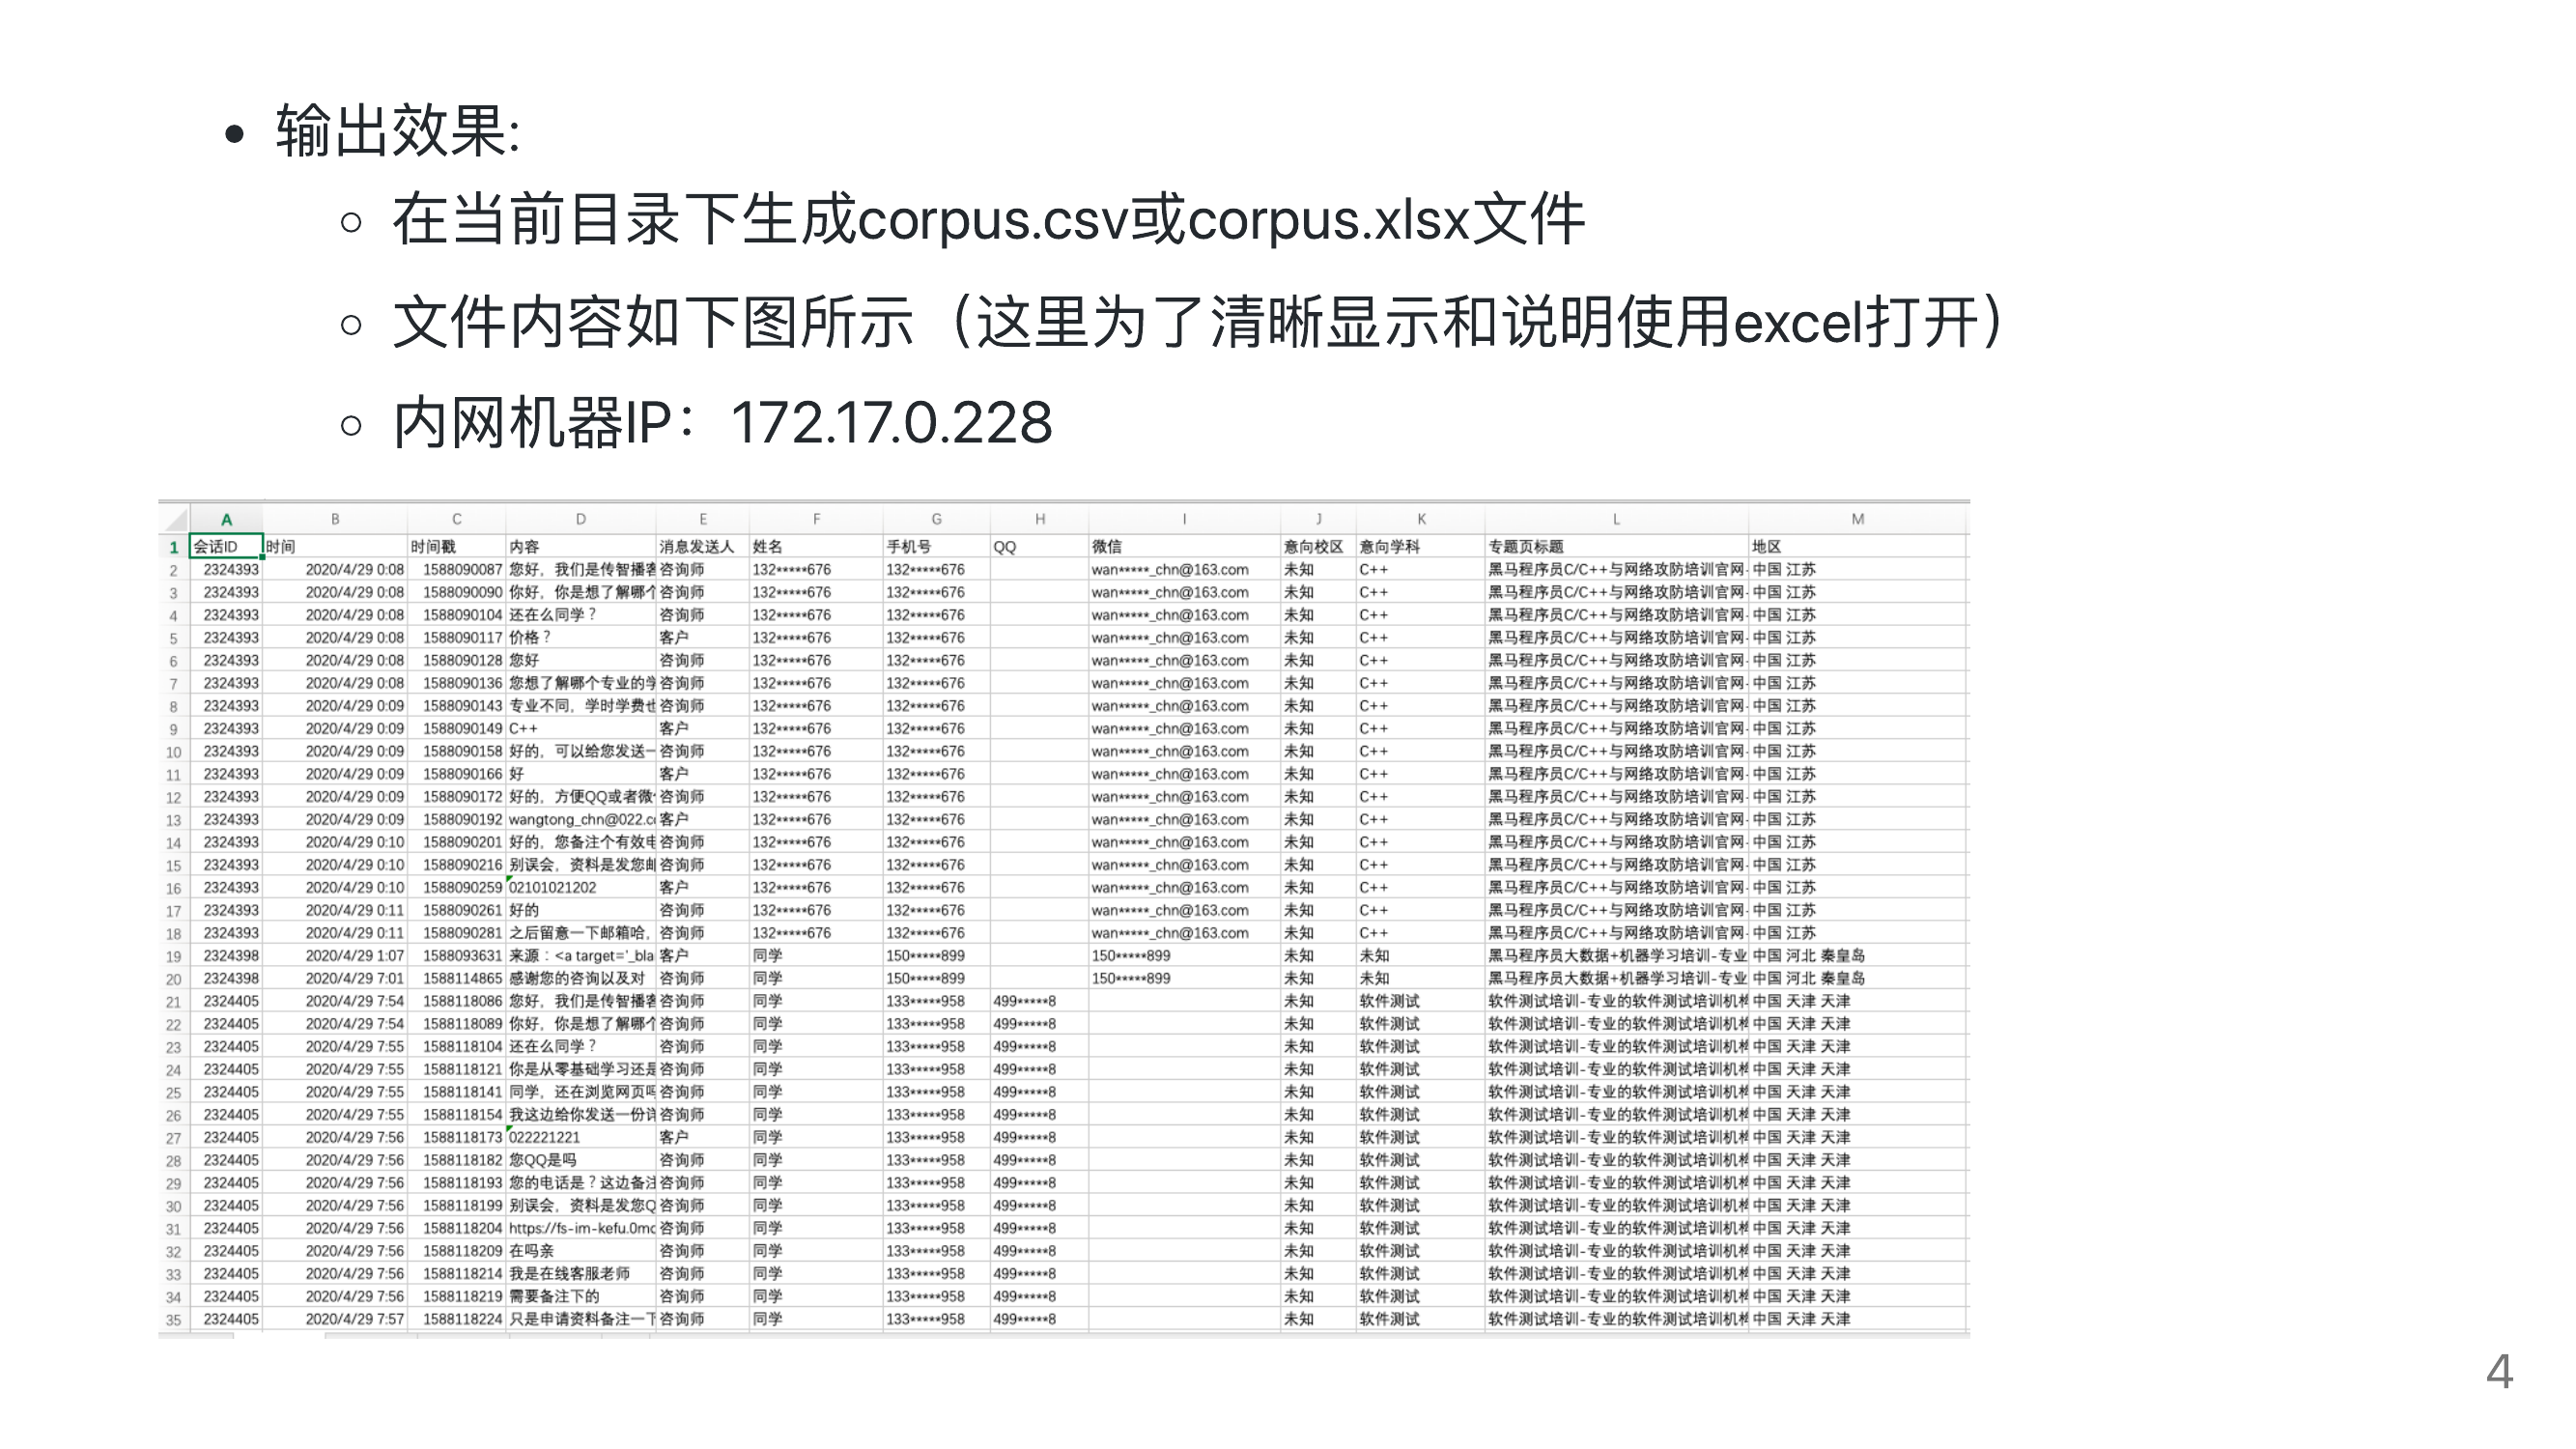 输出效果:
在当前目录下生成corpus.csv或corpus.xlsx文件
文件内容如下图所示（这里为了清晰显示和说明使用excel打开）
内网机器IP：172.17.0.228
A B C D E F G H I J K L M
1 会话ID 时间 时间戳 内容 消息发送人 姓名 手机号 QQ 微信 意向校区 意向学科 专题页标题 地区
2 2324393 2020/4/29 0:08 1588090087 您好，我们是传智播客 咨询师 132*****676 132*****676 wan*****_chn@163.com 未知 C++ 黑马程序员C/C++与网络攻防培训官网- 中国 江苏
3 2324393 2020/4/29 0:08 1588090090 你好，你是想了解哪个 咨询师 132*****676 132*****676 wan*****_chn@163.com 未知 C++ 黑马程序员C/C++与网络攻防培训官网- 中国 江苏
4 2324393 2020/4/29 0:08 1588090104 还在么同学？ 咨询师 132*****676 132*****676 wan*****_chn@163.com 未知 C++ 黑马程序员C/C++与网络攻防培训官网- 中国 江苏
5 2324393 2020/4/29 0:08 1588090117 价格？ 客户 132*****676 132*****676 wan*****_chn@163.com 未知 C++ 黑马程序员C/C++与网络攻防培训官网- 中国 江苏
6 2324393 2020/4/29 0:08 1588090128 您好 咨询师 132*****676 132*****676 wan*****_chn@163.com 未知 C++ 黑马程序员C/C++与网络攻防培训官网- 中国 江苏
7 2324393 2020/4/29 0:08 1588090136 您想了解哪个专业的学 咨询师 132*****676 132*****676 wan*****_chn@163.com 未知 C++ 黑马程序员C/C++与网络攻防培训官网- 中国 江苏
8 2324393 2020/4/29 0:09 1588090143 专业不同，学时学费也 咨询师 132*****676 132*****676 wan*****_chn@163.com 未知 C++ 黑马程序员C/C++与网络攻防培训官网- 中国 江苏
9 2324393 2020/4/29 0:09 1588090149 C++ 客户 132*****676 132*****676 wan*****_chn@163.com 未知 C++ 黑马程序员C/C++与网络攻防培训官网- 中国 江苏
10 2324393 2020/4/29 0:09 1588090158 好的，可以给您发送一 咨询师 132*****676 132*****676 wan*****_chn@163.com 未知 C++ 黑马程序员C/C++与网络攻防培训官网- 中国 江苏
11 2324393 2020/4/29 0:09 1588090166 好 客户 132*****676 132*****676 wan*****_chn@163.com 未知 C++ 黑马程序员C/C++与网络攻防培训官网- 中国 江苏
12 2324393 2020/4/29 0:09 1588090172 好的，方便QQ或者微 咨询师 132*****676 132*****676 wan*****_chn@163.com 未知 C++ 黑马程序员C/C++与网络攻防培训官网- 中国 江苏
13 2324393 2020/4/29 0:09 1588090192 wangtong_chn@022.c 客户 132*****676 132*****676 wan*****_chn@163.com 未知 C++ 黑马程序员C/C++与网络攻防培训官网- 中国 江苏
14 2324393 2020/4/29 0:10 1588090201 好的，您备注个有效电 咨询师 132*****676 132*****676 wan*****_chn@163.com 未知 C++ 黑马程序员C/C++与网络攻防培训官网- 中国 江苏
15 2324393 2020/4/29 0:10 1588090216 别误会，资料是发您邮 咨询师 132*****676 132*****676 wan*****_chn@163.com 未知 C++ 黑马程序员C/C++与网络攻防培训官网- 中国 江苏
16 2324393 2020/4/29 0:10 1588090259 02101021202 客户 132*****676 132*****676 wan*****_chn@163.com 未知 C++ 黑马程序员C/C++与网络攻防培训官网- 中国 江苏
17 2324393 2020/4/29 0:11 1588090261 好的 咨询师 132*****676 132*****676 wan*****_chn@163.com 未知 C++ 黑马程序员C/C++与网络攻防培训官网- 中国 江苏
18 2324393 2020/4/29 0:11 1588090281 之后留意一下邮箱哈， 咨询师 132*****676 132*****676 wan*****_chn@163.com 未知 C++ 黑马程序员C/C++与网络攻防培训官网- 中国 江苏
19 2324398 2020/4/29 1:07 1588093631 来源：<a target='_bla 客户 同学 150*****899 150*****899 未知 未知 黑马程序员大数据+机器学习培训-专业 中国 河北 秦皇岛
20 2324398 2020/4/29 7:01 1588114865 感谢您的咨询以及对 咨询师 同学 150*****899 150*****899 未知 未知 黑马程序员大数据+机器学习培训-专业 中国 河北 秦皇岛
21 2324405 2020/4/29 7:54 1588118086 您好，我们是传智播客 咨询师 同学 133*****958 499*****8 未知 软件测试 软件测试培训-专业的软件测试培训机构 中国 天津 天津
22 2324405 2020/4/29 7:54 1588118089 你好，你是想了解哪个 咨询师 同学 133*****958 499*****8 未知 软件测试 软件测试培训-专业的软件测试培训机构 中国 天津 天津
23 2324405 2020/4/29 7:55 1588118104 还在么同学？ 咨询师 同学 133*****958 499*****8 未知 软件测试 软件测试培训-专业的软件测试培训机构 中国 天津 天津
24 2324405 2020/4/29 7:55 1588118121 你是从零基础学习还是 咨询师 同学 133*****958 499*****8 未知 软件测试 软件测试培训-专业的软件测试培训机构 中国 天津 天津
25 2324405 2020/4/29 7:55 1588118141 同学，还在浏览网页吗 咨询师 同学 133*****958 499*****8 未知 软件测试 软件测试培训-专业的软件测试培训机构 中国 天津 天津
26 2324405 2020/4/29 7:55 1588118154 我这边给你发送一份详 咨询师 同学 133*****958 499*****8 未知 软件测试 软件测试培训-专业的软件测试培训机构 中国 天津 天津
27 2324405 2020/4/29 7:56 1588118173 022221221 客户 同学 133*****958 499*****8 未知 软件测试 软件测试培训-专业的软件测试培训机构 中国 天津 天津
28 2324405 2020/4/29 7:56 1588118182 您QQ是吗 咨询师 同学 133*****958 499*****8 未知 软件测试 软件测试培训-专业的软件测试培训机构 中国 天津 天津
29 2324405 2020/4/29 7:56 1588118193 您的电话是？这边备注 咨询师 同学 133*****958 499*****8 未知 软件测试 软件测试培训-专业的软件测试培训机构 中国 天津 天津
30 2324405 2020/4/29 7:56 1588118199 别误会，资料是发您Q 咨询师 同学 133*****958 499*****8 未知 软件测试 软件测试培训-专业的软件测试培训机构 中国 天津 天津
31 2324405 2020/4/29 7:56 1588118204 https://fs-im-kefu.0mc 咨询师 同学 133*****958 499*****8 未知 软件测试 软件测试培训-专业的软件测试培训机构 中国 天津 天津
32 2324405 2020/4/29 7:56 1588118209 在吗亲 咨询师 同学 133*****958 499*****8 未知 软件测试 软件测试培训-专业的软件测试培训机构 中国 天津 天津
33 2324405 2020/4/29 7:56 1588118214 我是在线客服老师 咨询师 同学 133*****958 499*****8 未知 软件测试 软件测试培训-专业的软件测试培训机构 中国 天津 天津
34 2324405 2020/4/29 7:56 1588118219 需要备注下的 咨询师 同学 133*****958 499*****8 未知 软件测试 软件测试培训-专业的软件测试培训机构 中国 天津 天津
35 2324405 2020/4/29 7:57 1588118224 只是申请资料备注一下 咨询师 同学 133*****958 499*****8 未知 软件测试 软件测试培训-专业的软件测试培训机构 中国 天津 天津
4